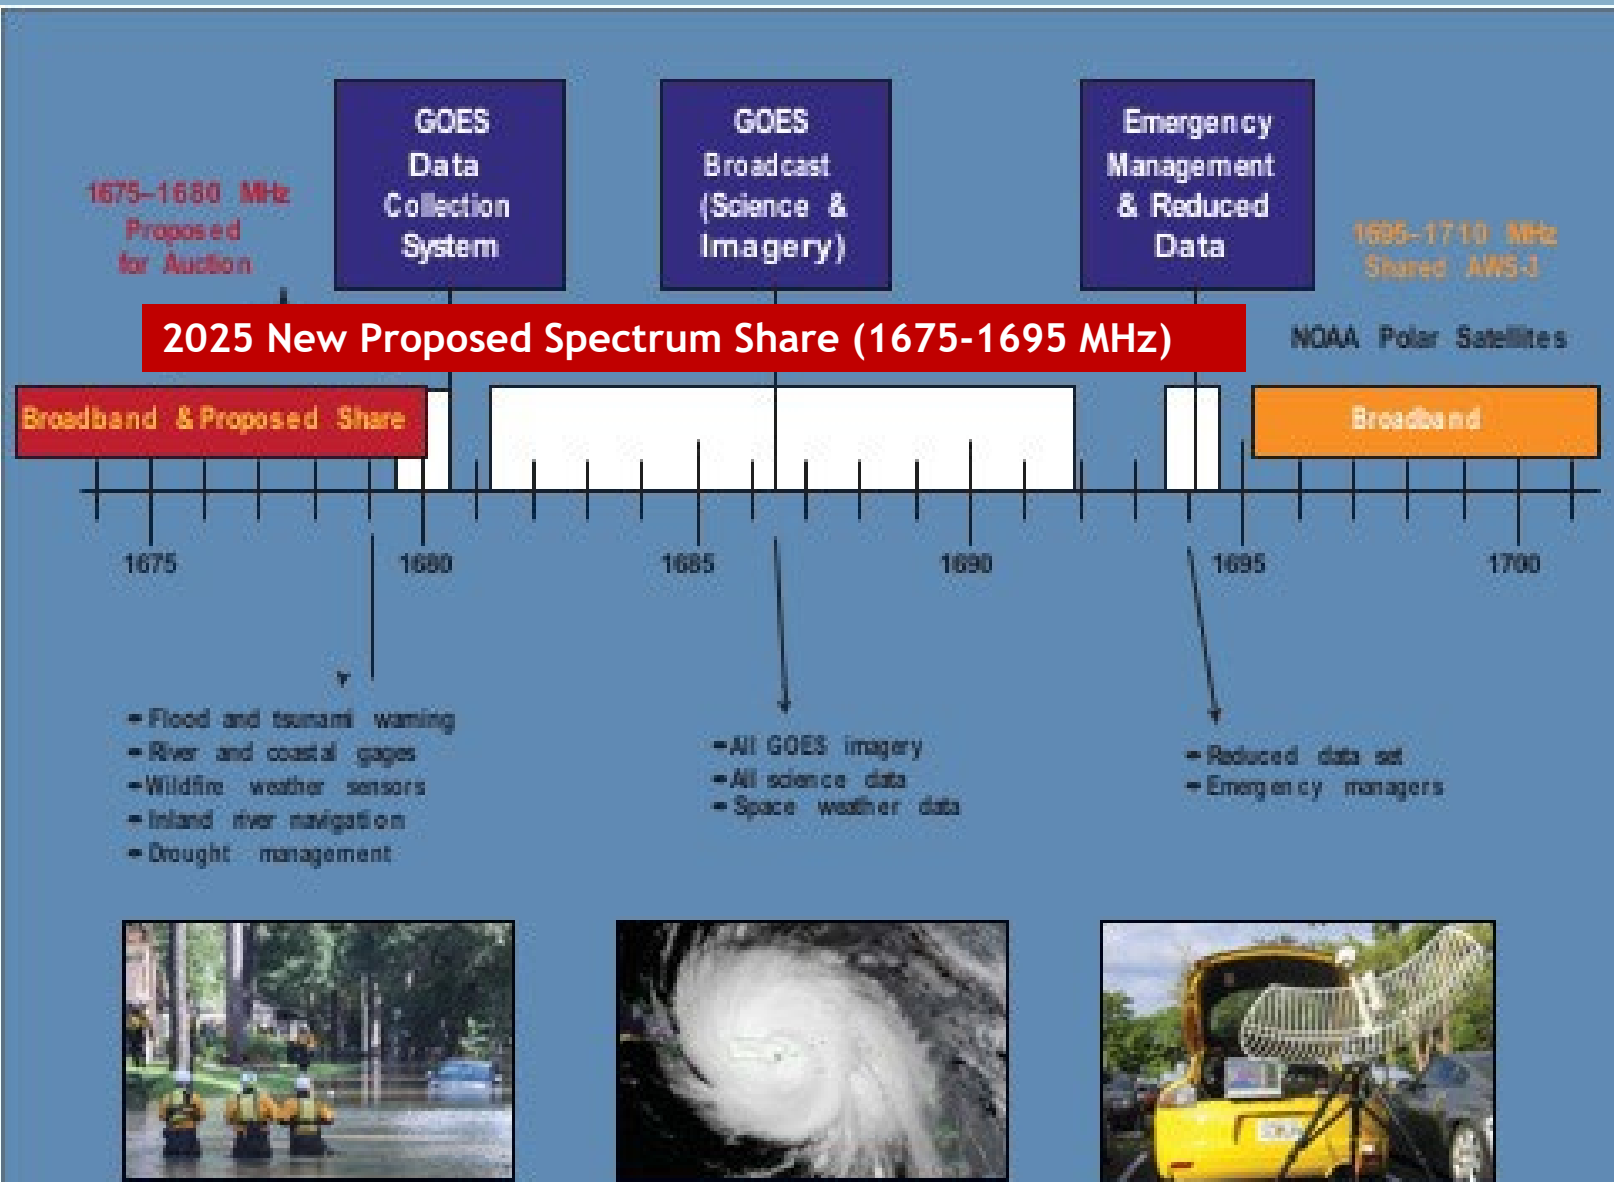 GOES
Data
Collection
System
GOES
Broadcast
(Science &
Imagery)
Emergency
Management
& Reduced
Data
1675–1680 MHz
Proposed
for Auction
1695–1710 MHz
Shared AWS-3
2025 New Proposed Spectrum Share (1675-1695 MHz)
NOAA Polar Satellites
Broadband & Proposed Share
Broadband
1675
1680
1685
1690
1695
1700
Flood and tsunami warning
River and coastal gages
Wildfire weather sensors
Inland river navigation
Drought management
All GOES imagery
All science data
Space weather data
Reduced data set
Emergency managers